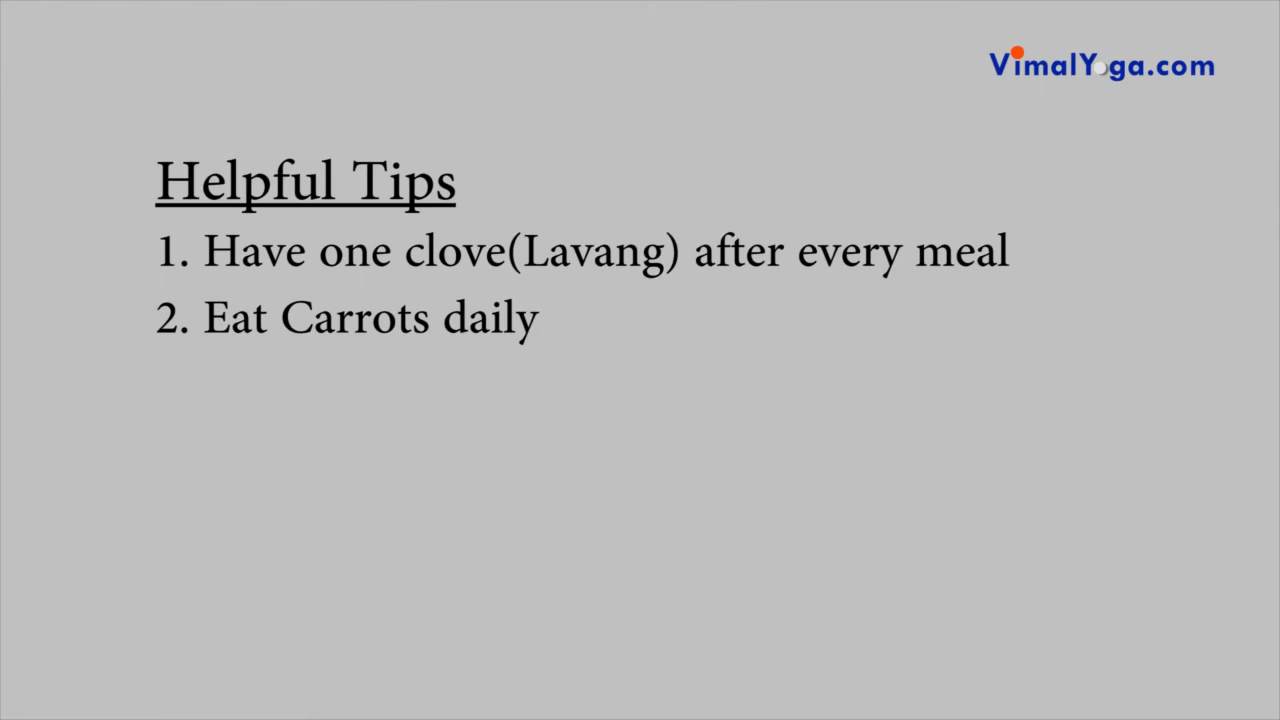 VimalYoga.com
Helpful Tips
1. Have one clove(Lavang) after every meal
2. Eat Carrots daily